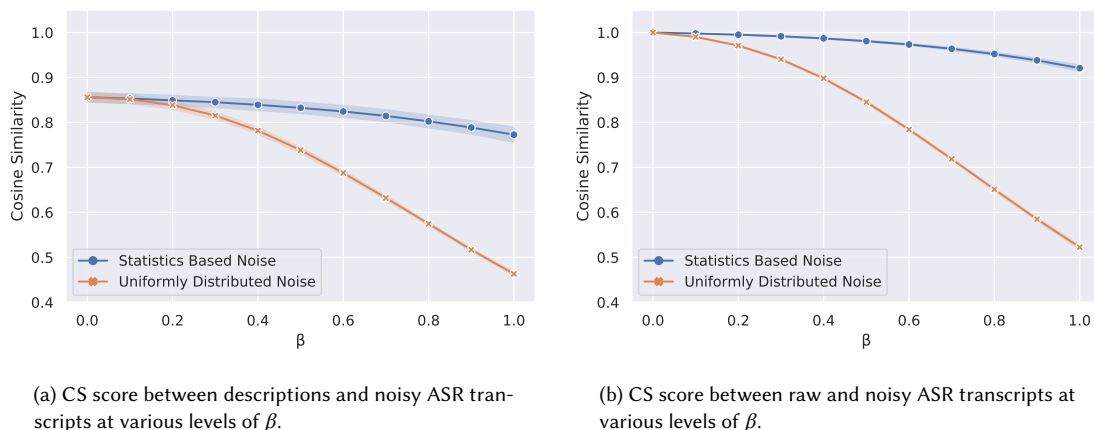 1.0
0.9
0.8
0.7
0.6
0.5
0.4
Cosine Similarity
Statistics Based Noise
Uniformly Distributed Noise
0.0 0.2 0.4 0.6 0.8 1.0
β
(a) CS score between descriptions and noisy ASR tran-
scripts at various levels of β.
1.0
0.9
0.8
0.7
0.6
0.5
0.4
Cosine Similarity
Statistics Based Noise
Uniformly Distributed Noise
0.0 0.2 0.4 0.6 0.8 1.0
β
(b) CS score between raw and noisy ASR transcripts at
various levels of β.